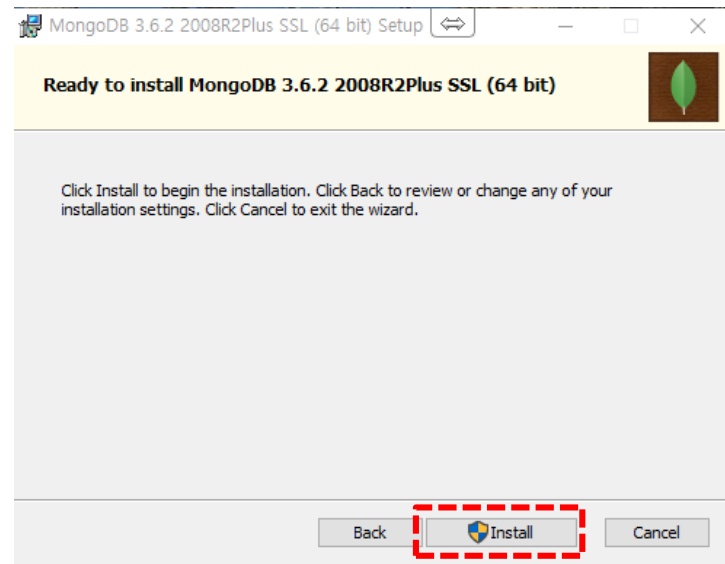 MongoDB 3.6.2 2008R2Plus SSL (64 bit) Setup
Ready to install MongoDB 3.6.2 2008R2Plus SSL (64 bit)
Click Install to begin the installation. Click Back to review or change any of your
installation settings. Click Cancel to exit the wizard.
Back Install Cancel